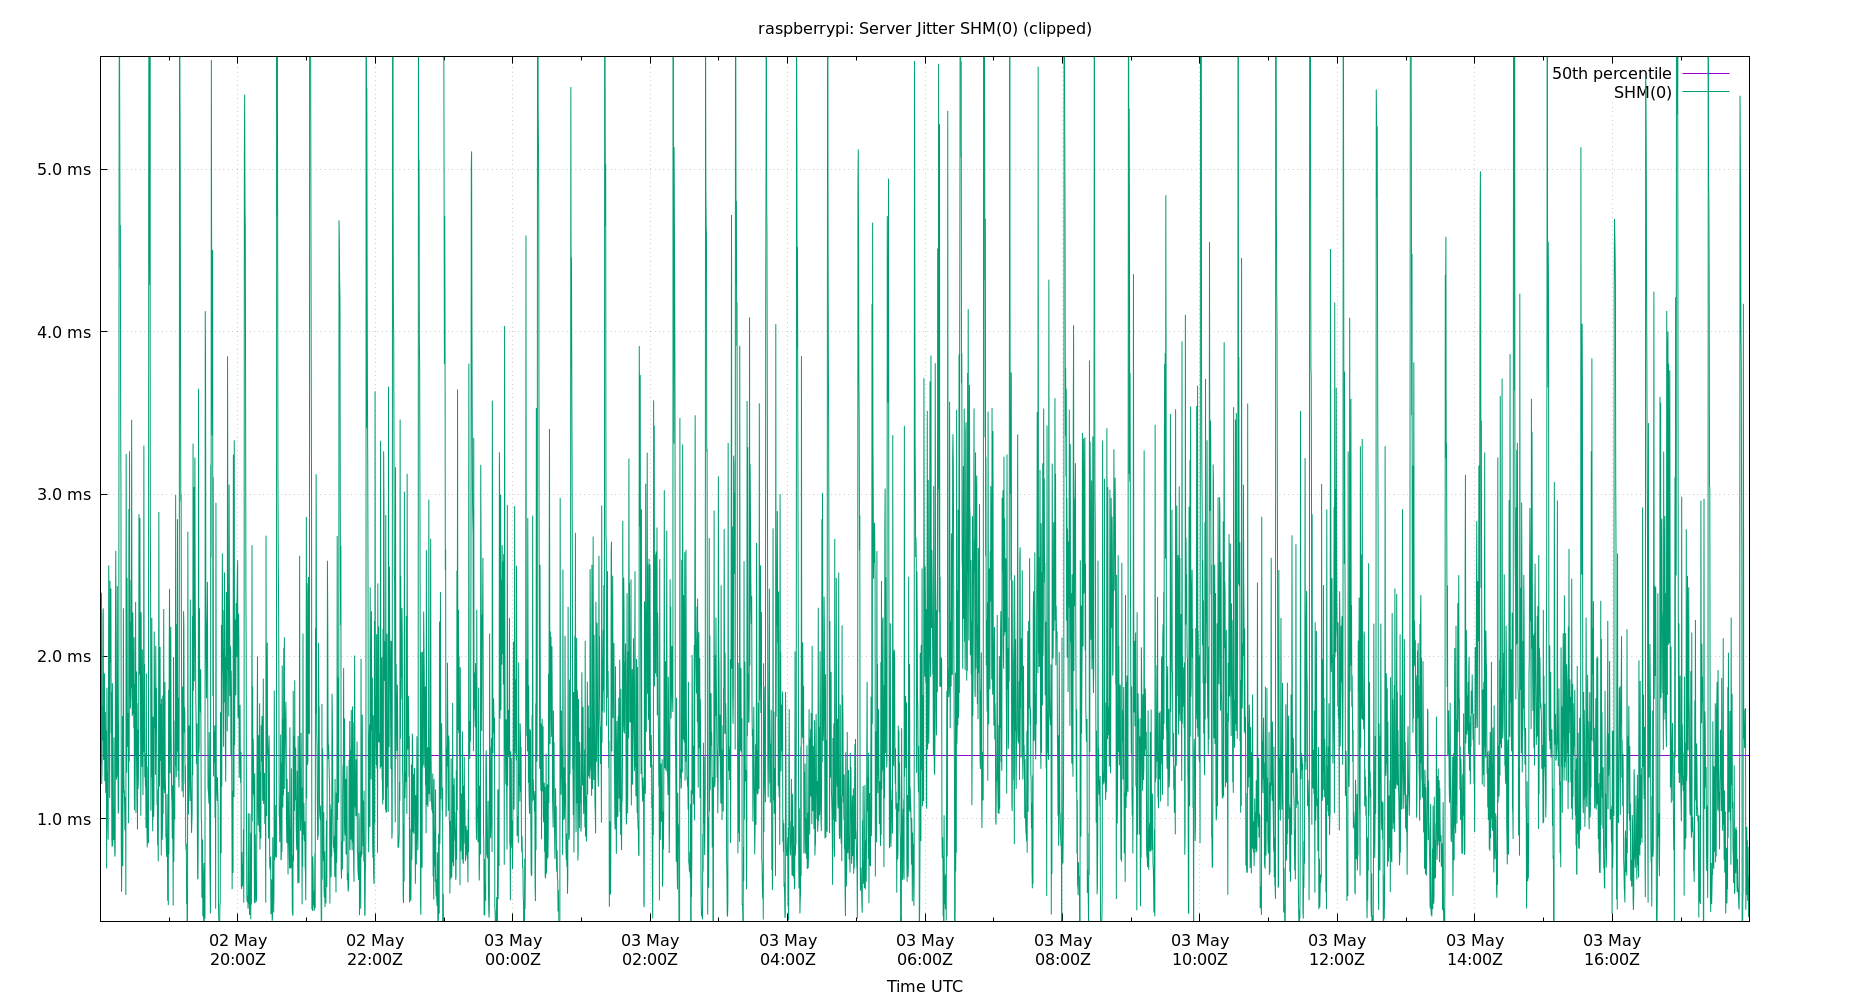 raspberrypi: Server Jitter SHM(0) (clipped)
50th percentile
SHM(0)
5.0 ms
4.0 ms
3.0 ms
2.0 ms
1.0 ms
02 May 02 May 03 May 03 May 03 May 03 May 03 May 03 May 03 May 03 May 03 May
20:00Z 22:00Z 00:00Z 02:00Z 04:00Z 06:00Z 08:00Z 10:00Z 12:00Z 14:00Z 16:00Z
Time UTC